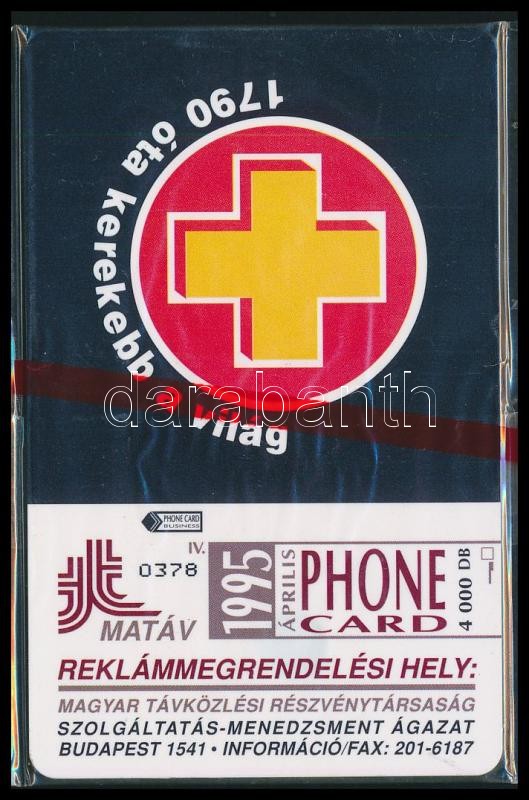 1790 óta kerekebb a világ
darabanth
PHONE CARD
BUSINESS
IV.
0378
MATÁV
1995
ÁPRILIS
PHONE
CARD
4 000 DB
REKLÁMMEGRENDELÉSI HELY:
MAGYAR TÁVKÖZLÉSI RÉSZVÉNYTÁRSASÁG
SZOLGÁLTATÁS-MENEDZSMENT ÁGAZAT
BUDAPEST 1541 • INFORMÁCIÓ/FAX: 201-6187